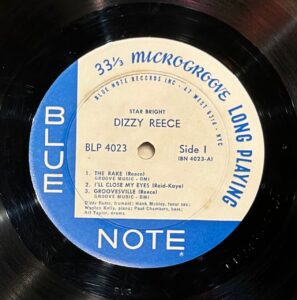 33⅓ MICROGROOVE LONG PLAYING
BLUE NOTE RECORDS INC · 47 WEST 63rd · NYC
STAR BRIGHT
DIZZY REECE
BLP 4023 Side 1
(BN 4023-A)
1. THE RAKE (Reece)
GROOVE MUSIC - BMI
2. I'LL CLOSE MY EYES (Reid-Kaye)
3. GROOVESVILLE (Reece)
GROOVE MUSIC - BMI
Dizzy Reece, trumpet; Hank Mobley, tenor sax;
Wynton Kelly, piano; Paul Chambers, bass;
Art Taylor, drums.
BLUE
NOTE